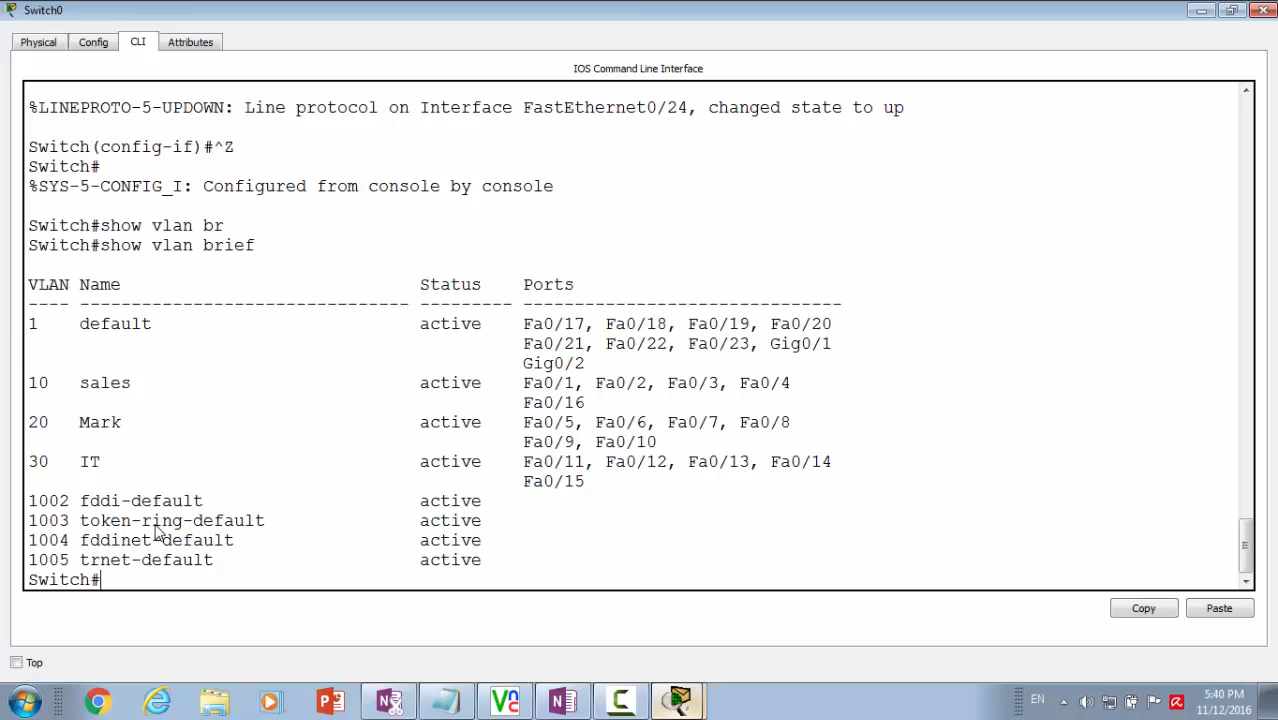 Switch0
Physical Config CLI Attributes
IOS Command Line Interface
%LINEPROTO-5-UPDOWN: Line protocol on Interface FastEthernet0/24, changed state to up
Switch(config-if)#^Z
Switch#
%SYS-5-CONFIG_I: Configured from console by console
Switch#show vlan br
Switch#show vlan brief
VLAN Name Status Ports
---- -------------------------------- --------- -------------------------------
1 default active Fa0/17, Fa0/18, Fa0/19, Fa0/20
Fa0/21, Fa0/22, Fa0/23, Gig0/1
Gig0/2
10 sales active Fa0/1, Fa0/2, Fa0/3, Fa0/4
Fa0/16
20 Mark active Fa0/5, Fa0/6, Fa0/7, Fa0/8
Fa0/9, Fa0/10
30 IT active Fa0/11, Fa0/12, Fa0/13, Fa0/14
Fa0/15
1002 fddi-default active
1003 token-ring-default active
1004 fddinet-default active
1005 trnet-default active
Switch#
Copy Paste
Top
EN 5:40 PM
11/12/2016